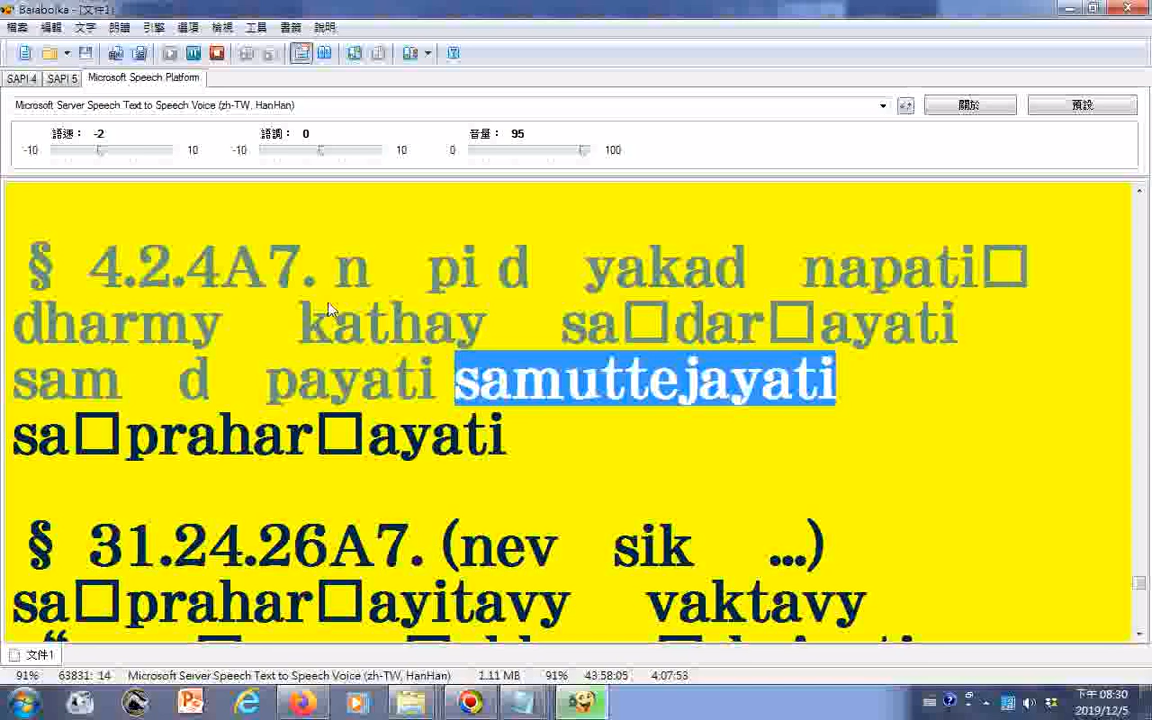 Balabolka - [文件1]
檔案 編輯 文字 朗讀 引擎 選項 檢視 工具 書籤 說明
SAPI 4 SAPI 5 Microsoft Speech Platform
Microsoft Server Speech Text to Speech Voice (zh-TW, HanHan) 關於 預設
語速： -2 語調： 0 音量： 95
-10 10 -10 10 0 100
§ 4.2.4A7. n pi d yakad napati□
dharmy kathay sa□dar□ayati
sam d payati samuttejayati
sa□prahar□ayati
§ 31.24.26A7. (nev sik ...)
sa□prahar□ayitavy vaktavy
文件1
91% 63831: 14 Microsoft Server Speech Text to Speech Voice (zh-TW, HanHan) 1.11 MB 91% 43:58:05 4:07:53
下午 08:30
2019/12/5